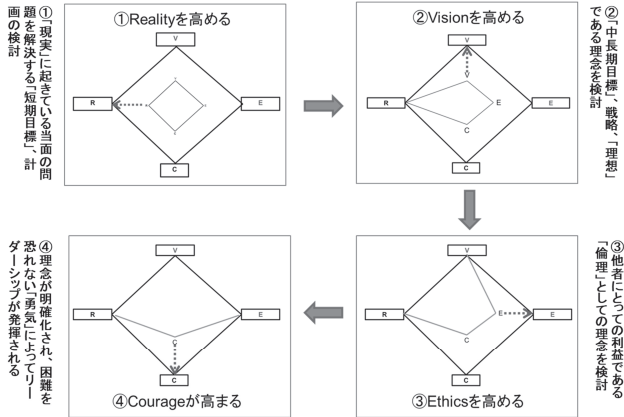 ①「現実」に起きている当面の問
題を解決する「短期目標」、計
画の検討
①Realityを高める
V
R
E
C
②Visionを高める
V
R
E
C
V
E
C
②「中長期目標」、戦略、「理想」
である理念を検討
③他者にとっての利益である
「倫理」としての理念を検討
V
R
E
C
E
C
③Ethicsを高める
V
R
E
C
C
④Courageが高まる
④理念が明確化され、困難を
恐れない「勇気」によってリー
ダーシップが発揮される